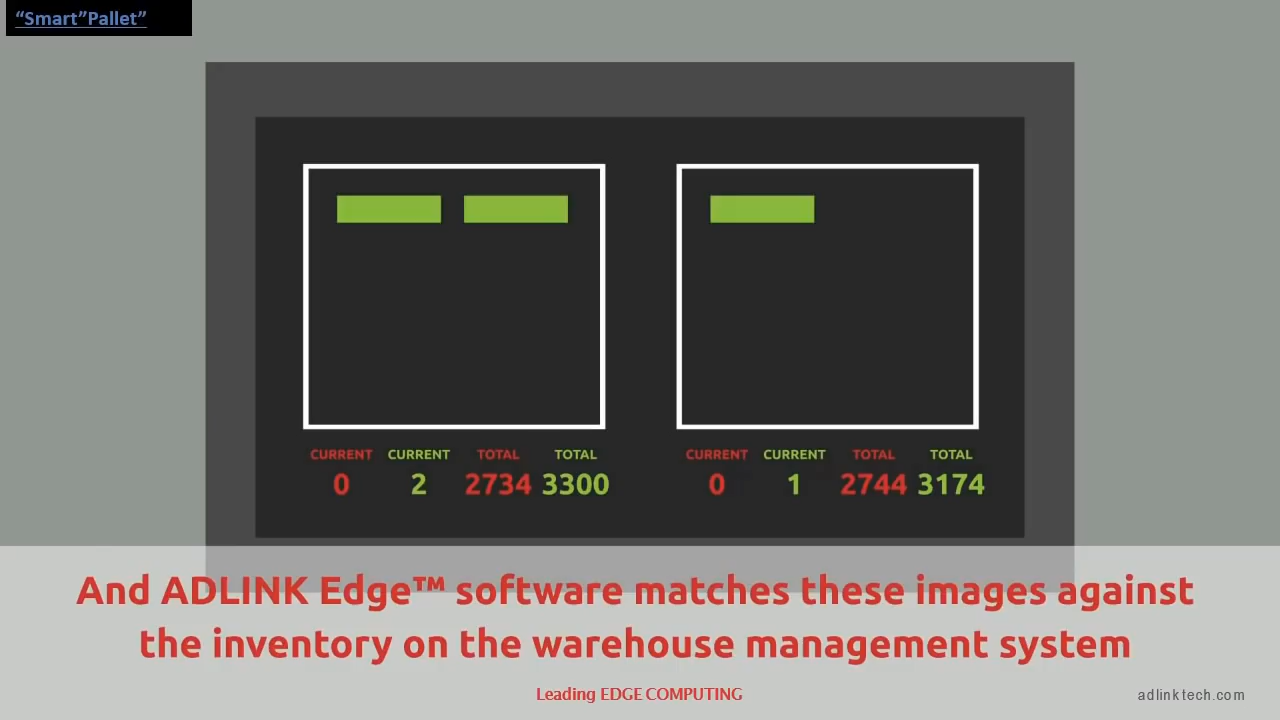 “Smart”Pallet”
CURRENT CURRENT TOTAL TOTAL
0 2 2734 3300
CURRENT CURRENT TOTAL TOTAL
0 1 2744 3174
And ADLINK Edge™ software matches these images against
the inventory on the warehouse management system
Leading EDGE COMPUTING
adlinktech.com